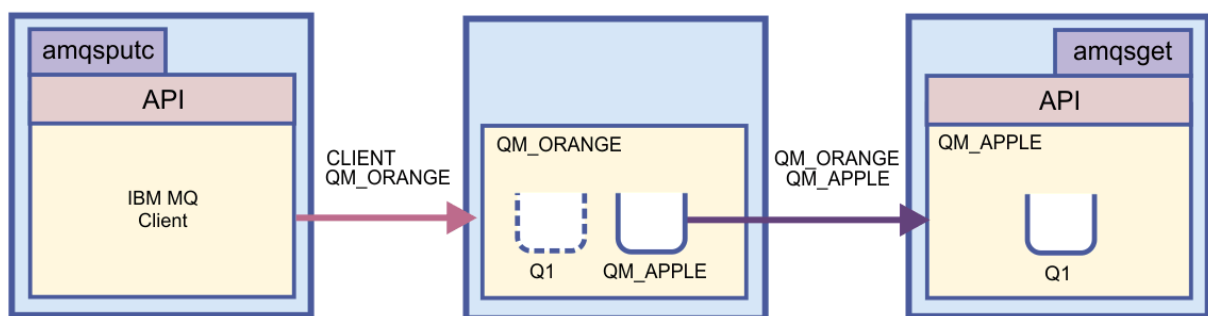 amqsputc
API
IBM MQ
Client
CLIENT
QM_ORANGE
QM_ORANGE
Q1
QM_APPLE
QM_ORANGE
QM_APPLE
amqsget
API
QM_APPLE
Q1